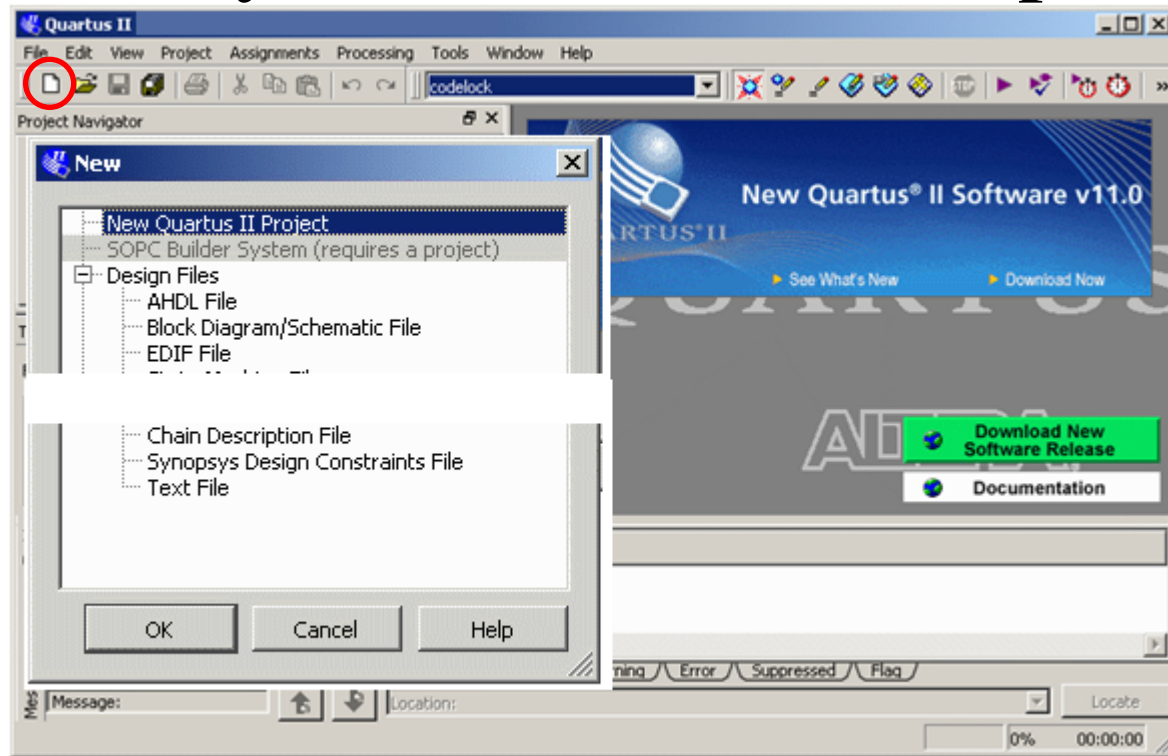 Quartus II
File Edit View Project Assignments Processing Tools Window Help
codelock
Project Navigator
New
New Quartus II Project
SOPC Builder System (requires a project)
Design Files
AHDL File
Block Diagram/Schematic File
EDIF File
Chain Description File
Synopsys Design Constraints File
Text File
OK Cancel Help
New Quartus® II Software v11.0
RTUS® II
See What's New Download Now
QUARTUS
Download New
Software Release
Documentation
Error Suppressed Flag
Message: Location: Locate
0% 00:00:00